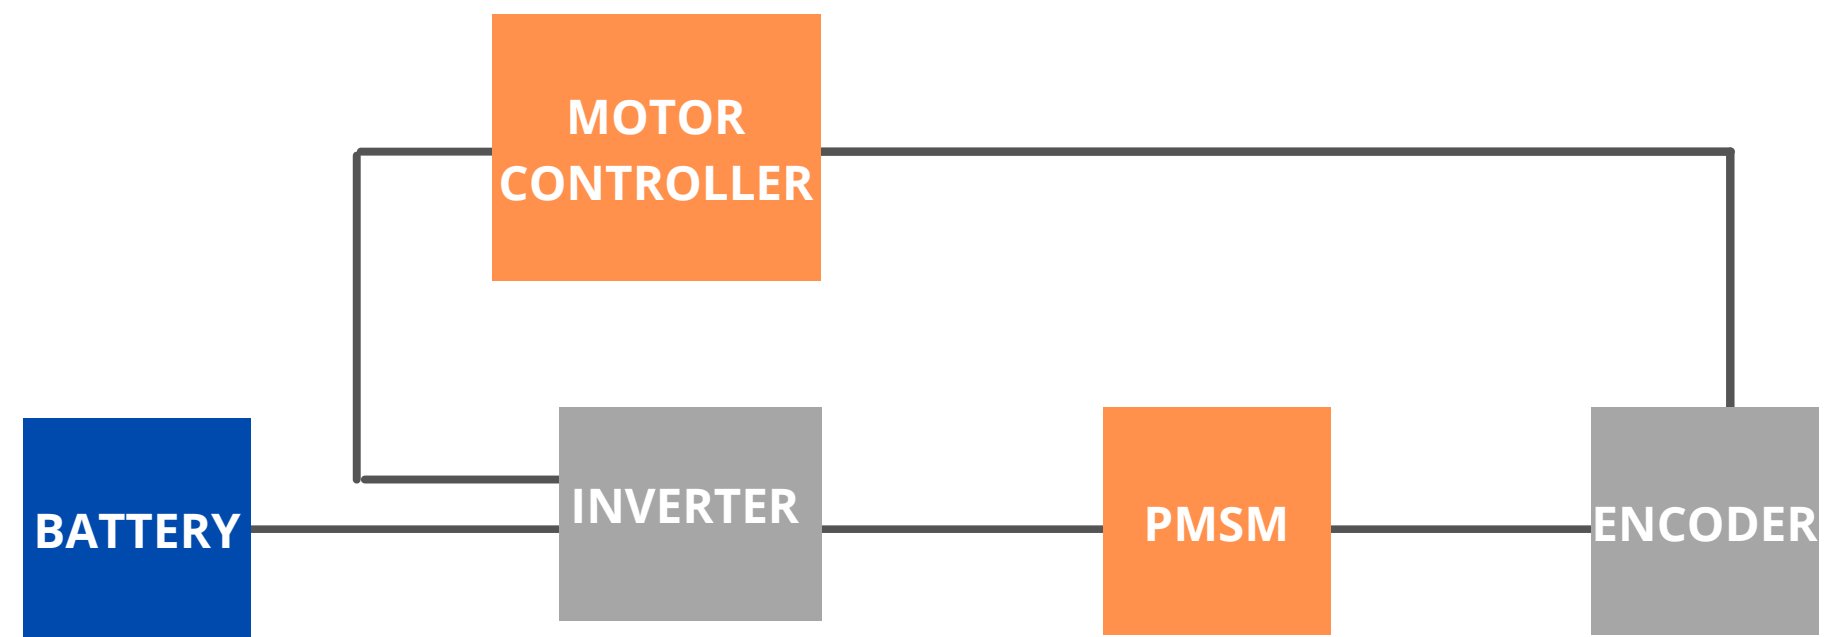 MOTOR
CONTROLLER
BATTERY
INVERTER
PMSM
ENCODER